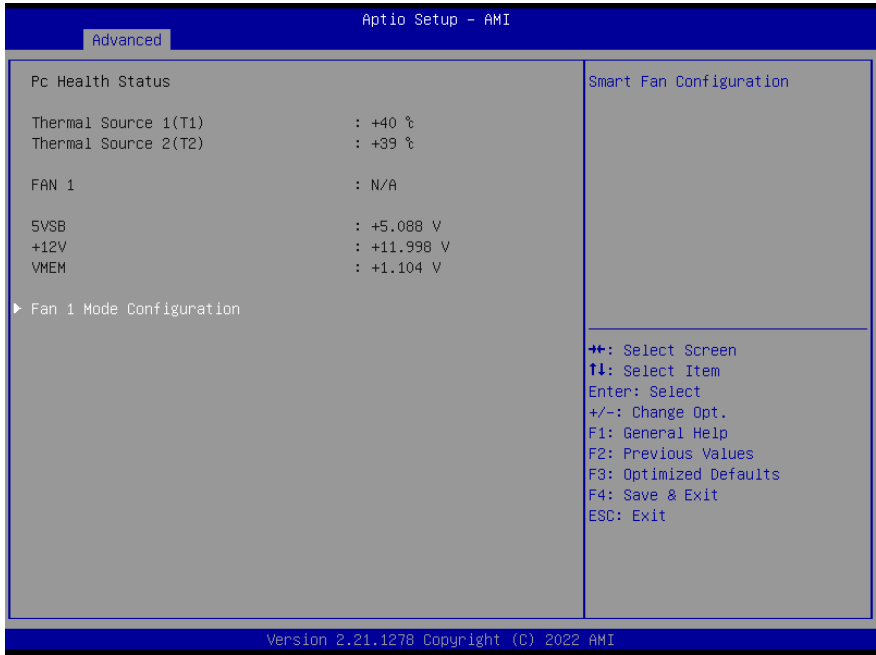 Aptio Setup – AMI
Advanced
Pc Health Status
Thermal Source 1(T1) : +40 ℃
Thermal Source 2(T2) : +39 ℃
FAN 1 : N/A
5VSB : +5.088 V
+12V : +11.998 V
VMEM : +1.104 V
▶ Fan 1 Mode Configuration
Smart Fan Configuration
→←: Select Screen
↑↓: Select Item
Enter: Select
+/-: Change Opt.
F1: General Help
F2: Previous Values
F3: Optimized Defaults
F4: Save & Exit
ESC: Exit
Version 2.21.1278 Copyright (C) 2022 AMI